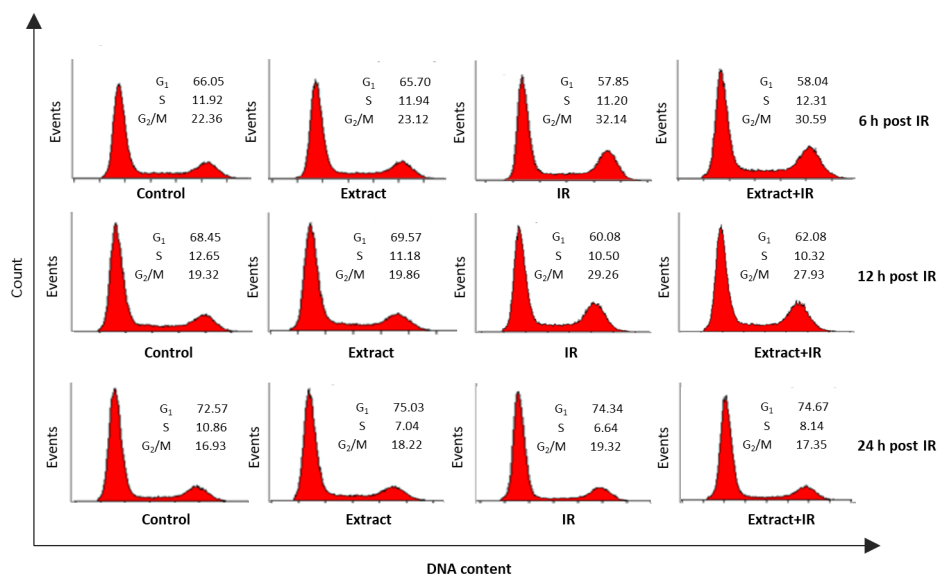 Count
Events
G₁ 66.05
S 11.92
G₂/M 22.36
Control
Events
G₁ 65.70
S 11.94
G₂/M 23.12
Extract
Events
G₁ 57.85
S 11.20
G₂/M 32.14
IR
Events
G₁ 58.04
S 12.31
G₂/M 30.59
Extract+IR
6 h post IR
Events
G₁ 68.45
S 12.65
G₂/M 19.32
Control
Events
G₁ 69.57
S 11.18
G₂/M 19.86
Extract
Events
G₁ 60.08
S 10.50
G₂/M 29.26
IR
Events
G₁ 62.08
S 10.32
G₂/M 27.93
Extract+IR
12 h post IR
Events
G₁ 72.57
S 10.86
G₂/M 16.93
Control
Events
G₁ 75.03
S 7.04
G₂/M 18.22
Extract
Events
G₁ 74.34
S 6.64
G₂/M 19.32
IR
Events
G₁ 74.67
S 8.14
G₂/M 17.35
Extract+IR
24 h post IR
DNA content